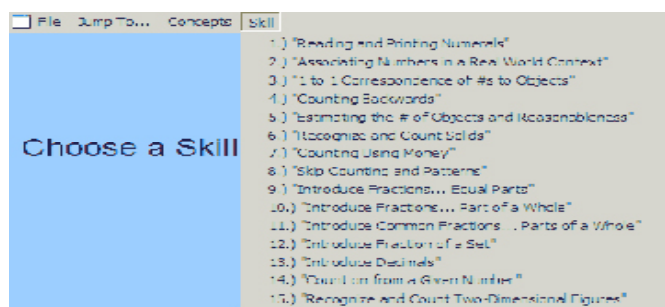 File Jump To... Concepts Skill
Choose a Skill
1.) "Reading and Printing Numerals"
2.) "Associating Numbers in a Real World Context"
3.) "1 to 1 Correspondence of #s to Objects"
4.) "Counting Backwards"
5.) "Estimating the # of Objects and Reasonableness"
6.) "Recognize and Count Solids"
7.) "Counting Using Money"
8.) "Skip Counting and Patterns"
9.) "Introduce Fractions... Equal Parts"
10.) "Introduce Fractions... Part of a Whole"
11.) "Introduce Common Fractions... Parts of a Whole"
12.) "Introduce Fraction of a Set"
13.) "Introduce Decimals"
14.) "Count on from a Given Number"
15.) "Recognize and Count Two-Dimensional Figures"